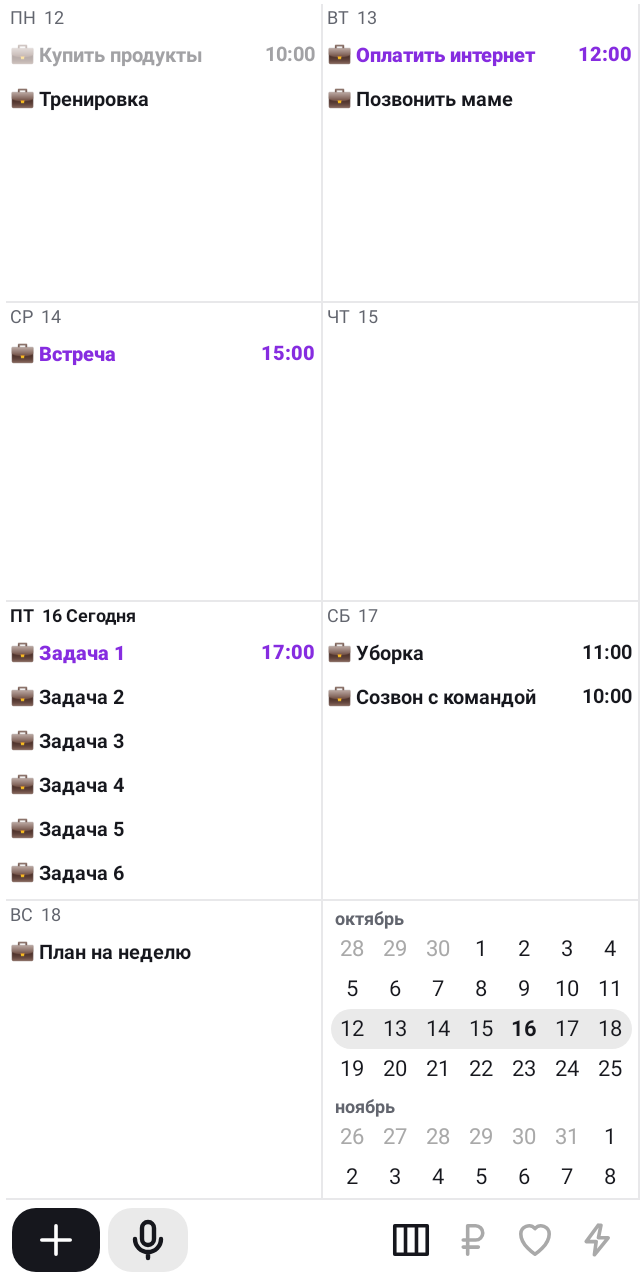 ПН 12
Купить продукты 10:00
Тренировка
ВТ 13
Оплатить интернет 12:00
Позвонить маме
СР 14
Встреча 15:00
ЧТ 15
ПТ 16 Сегодня
Задача 1 17:00
Задача 2
Задача 3
Задача 4
Задача 5
Задача 6
СБ 17
Уборка 11:00
Созвон с командой 10:00
ВС 18
План на неделю
октябрь
28 29 30 1 2 3 4
5 6 7 8 9 10 11
12 13 14 15 16 17 18
19 20 21 22 23 24 25
ноябрь
26 27 28 29 30 31 1
2 3 4 5 6 7 8